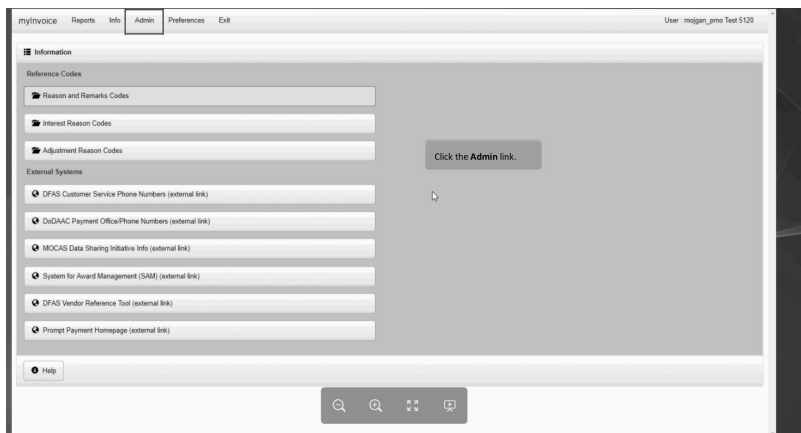 myInvoice Reports Info Admin Preferences Exit User : mojgan_pmo Test 5120
Information
Reference Codes
Reason and Remarks Codes
Interest Reason Codes
Adjustment Reason Codes
Click the Admin link.
External Systems
DFAS Customer Service Phone Numbers (external link)
DoDAAC Payment Office/Phone Numbers (external link)
MOCAS Data Sharing Initiative Info (external link)
System for Award Management (SAM) (external link)
DFAS Vendor Reference Tool (external link)
Prompt Payment Homepage (external link)
Help